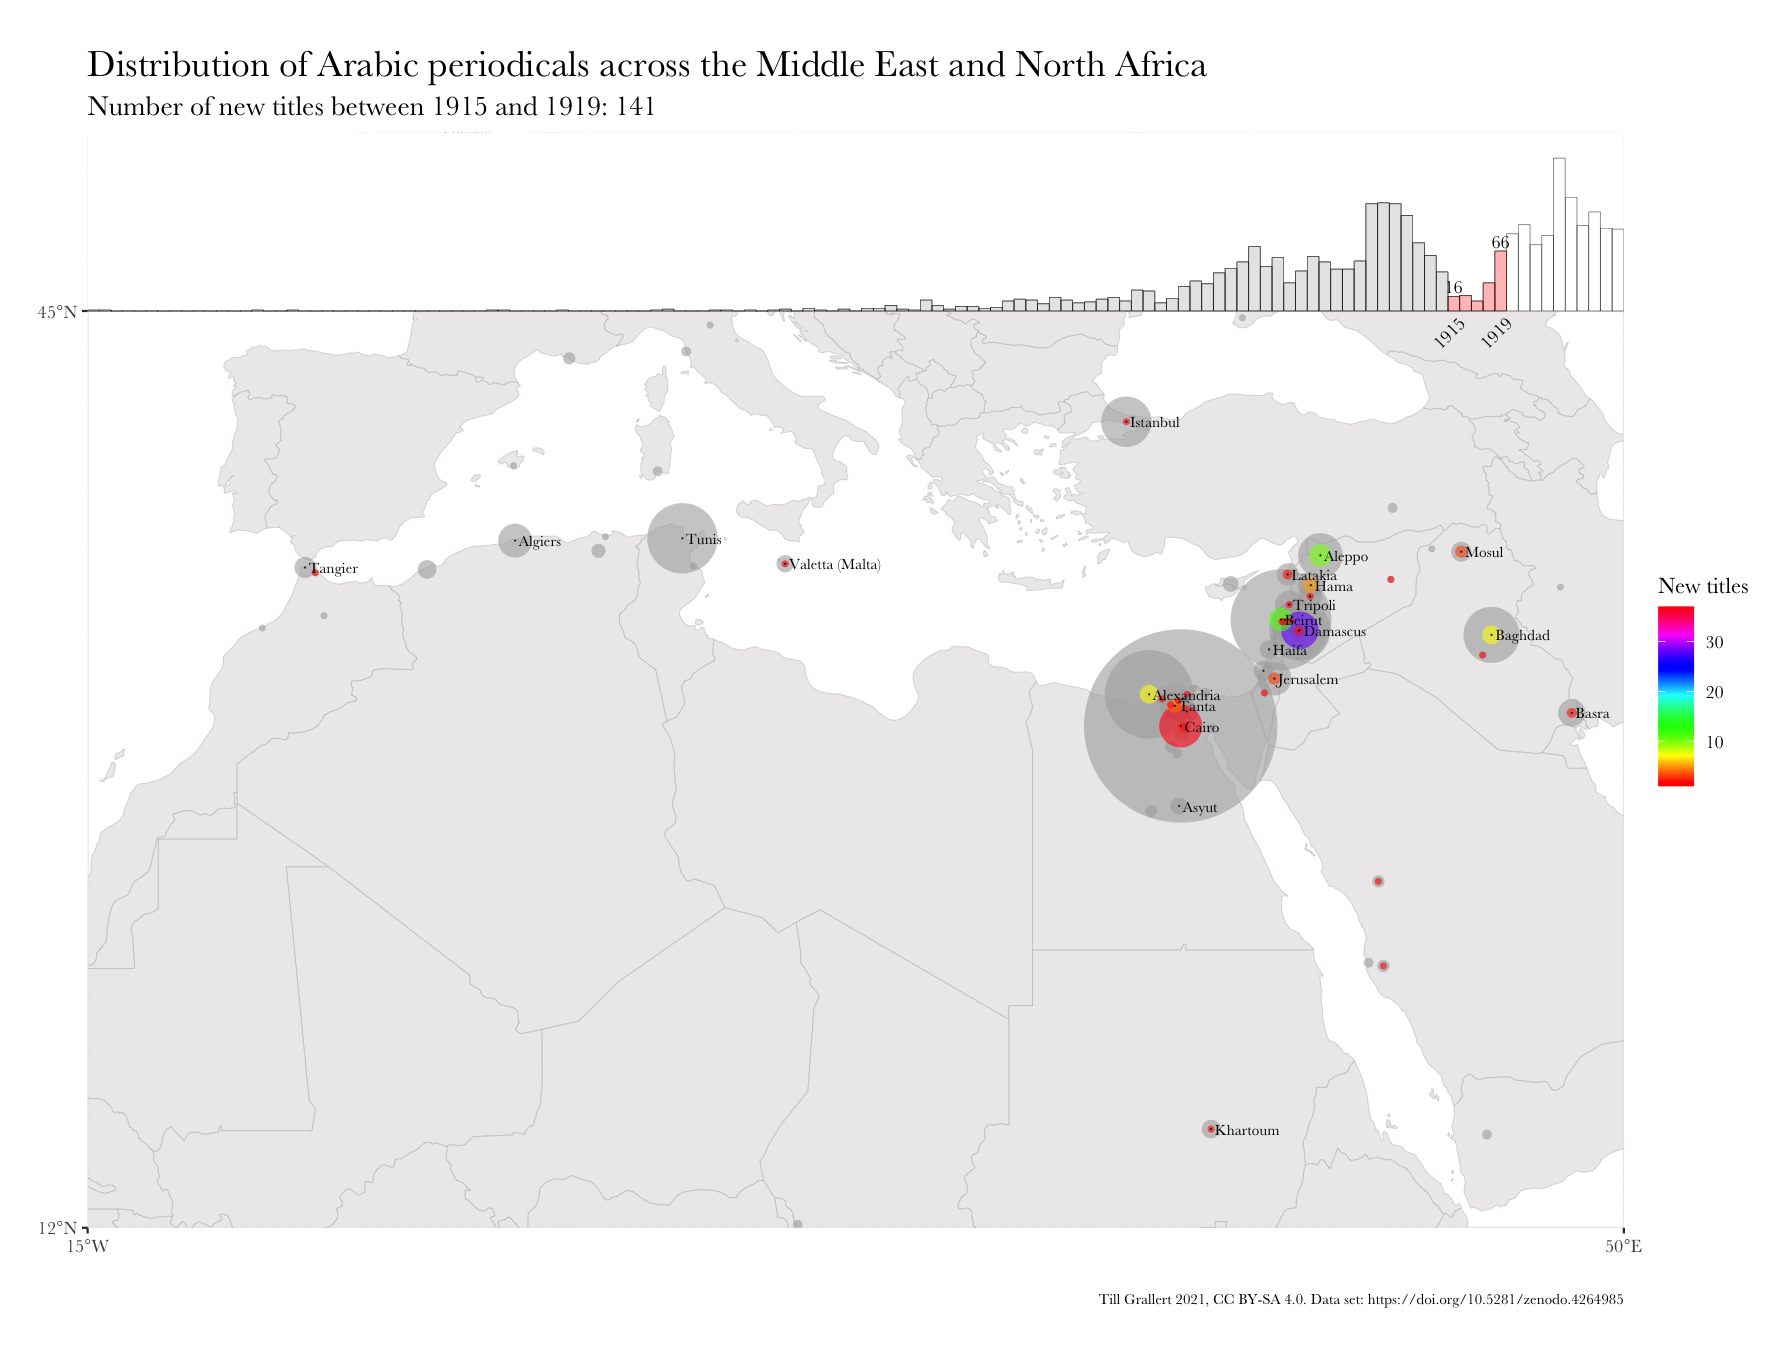 Distribution of Arabic periodicals across the Middle East and North Africa
Number of new titles between 1915 and 1919: 141
66
16
45°N
1915
1919
Istanbul
Algiers
Tunis
Tangier
Valetta (Malta)
Aleppo
Mosul
Latakia
Hama
Tripoli
Beirut
Damascus
Baghdad
Haifa
Jerusalem
Alexandria
Tanta
Basra
Cairo
Asyut
Khartoum
New titles
30
20
10
12°N
15°W
50°E
Till Grallert 2021, CC BY-SA 4.0. Data set: https://doi.org/10.5281/zenodo.4264985